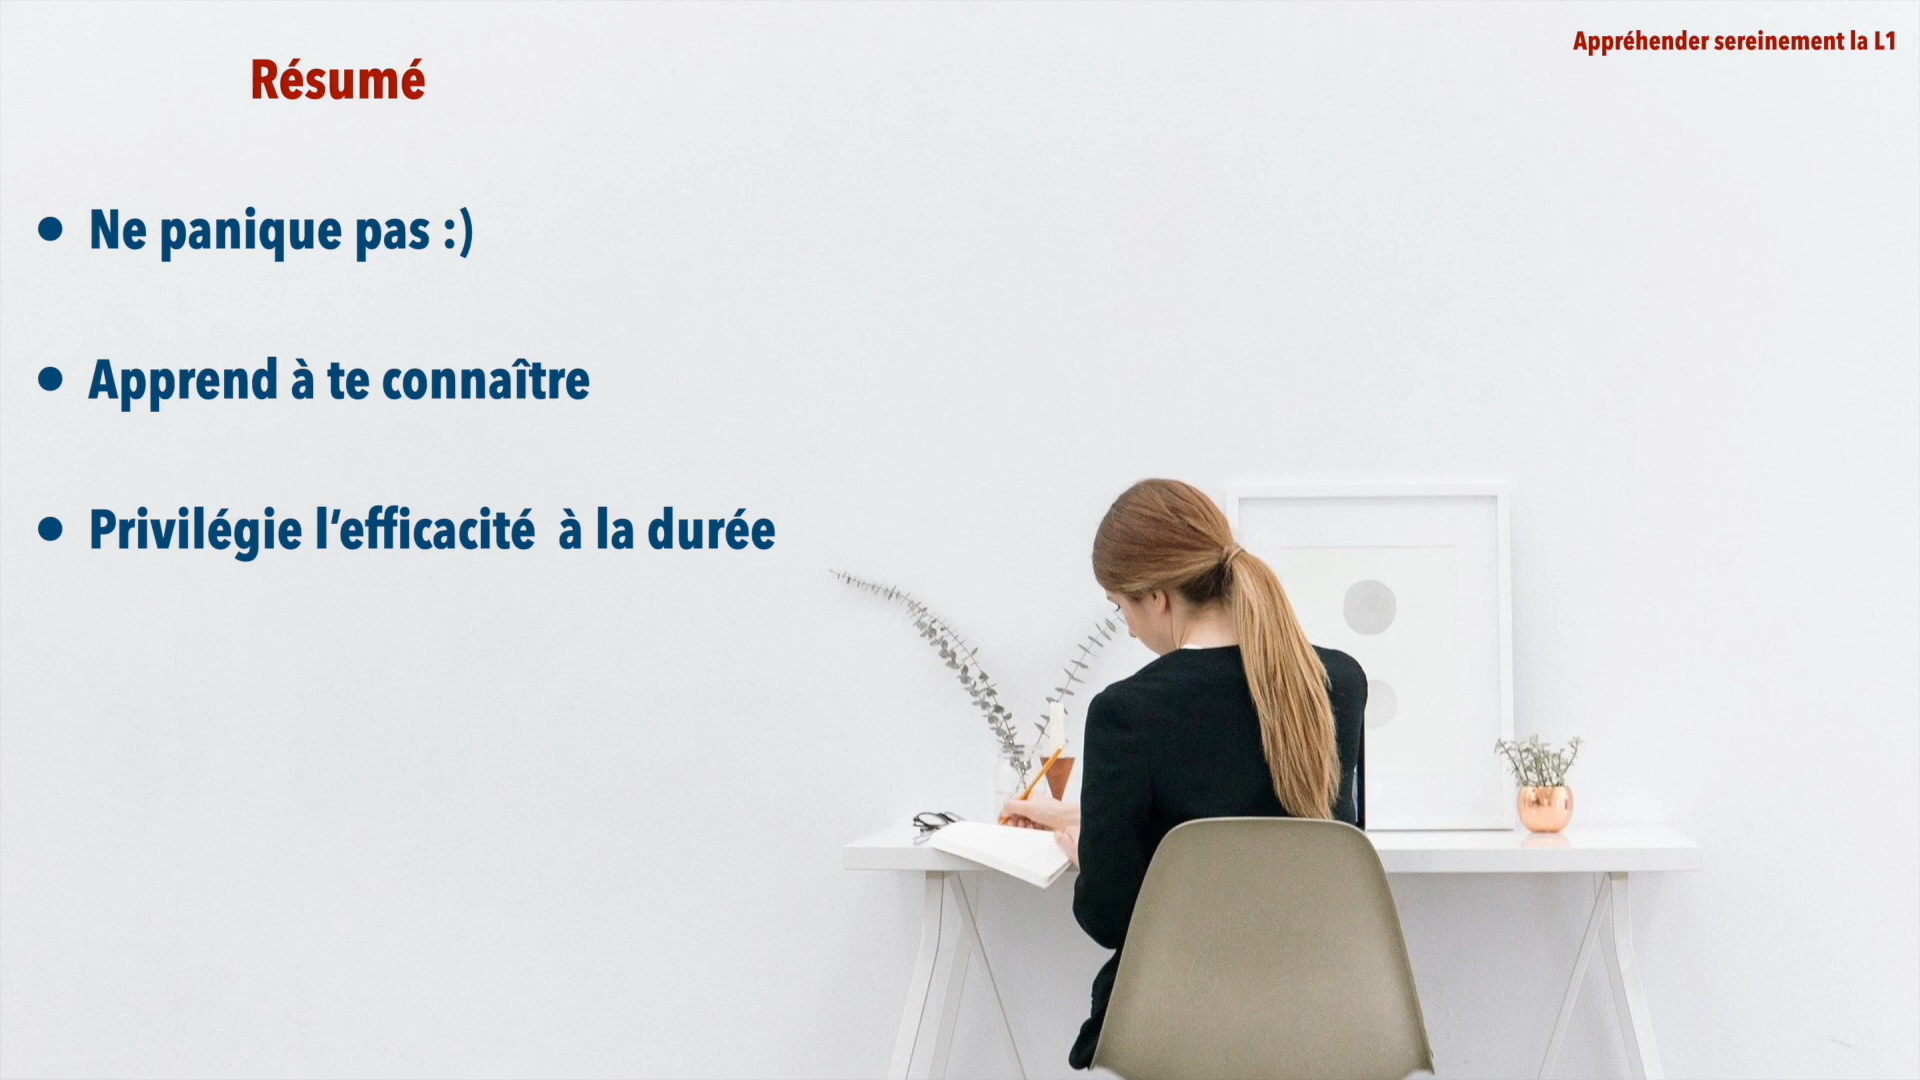 Appréhender sereinement la L1
Résumé
• Ne panique pas :)
• Apprend à te connaître
• Privilégie l’efficacité  à la durée